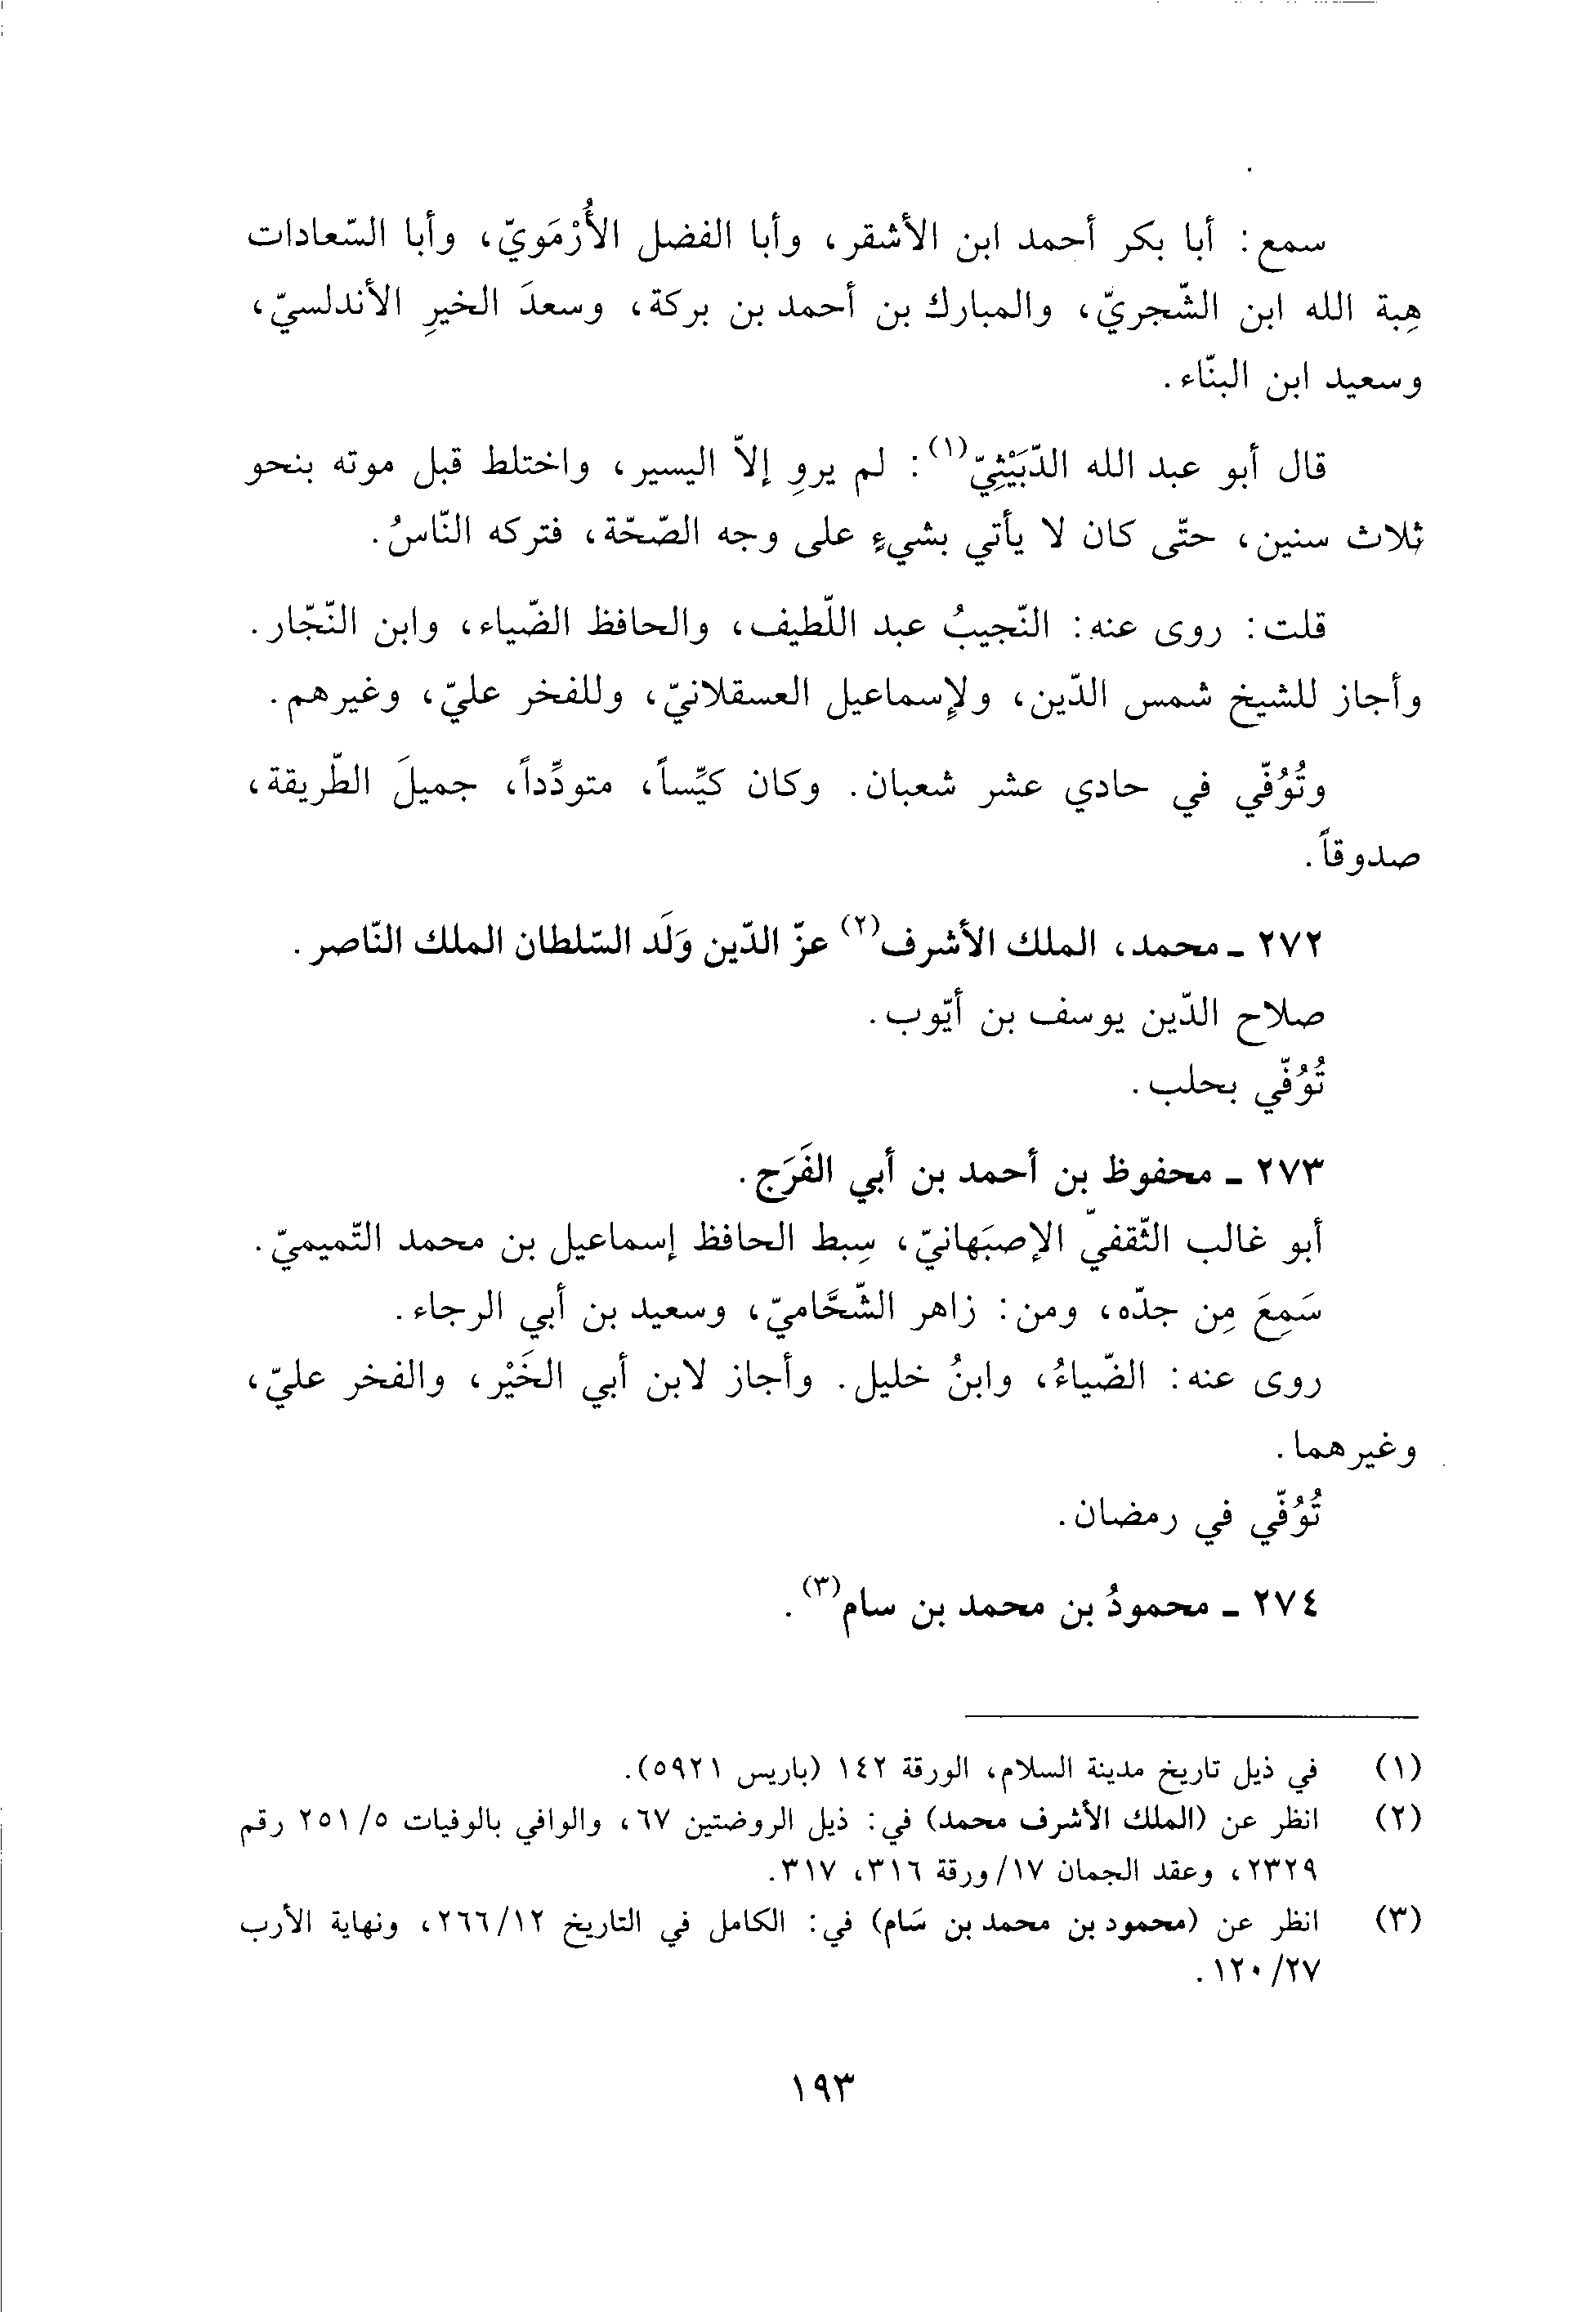 سمع: أبا بكر أحمد ابن الأشقر، وأبا الفضل الأُرْمَويّ، وأبا السّعادات
هِبة الله ابن الشّجريّ، والمبارك بن أحمد بن بركة، وسعدَ الخيرِ الأندلسيّ،
وسعيد ابن البنّاء.
قال أبو عبد الله الدّبَيْثِيّ(١): لم يروِ إلاّ اليسير، واختلط قبل موته بنحو
ثلاث سنين، حتّى كان لا يأتي بشيءٍ على وجه الصّحّة، فتركه النّاسُ.
قلت: روى عنه: النّجيبُ عبد اللّطيف، والحافظ الضّياء، وابن النّجّار.
وأجاز للشيخ شمس الدّين، ولإسماعيل العسقلانيّ، وللفخر عليّ، وغيرهم.
وتُوُفّي في حادي عشر شعبان. وكان كيِّساً، متودِّداً، جميلَ الطّريقة،
صدوقاً.
٢٧٢ ـ محمد، الملك الأشرف(٢) عزّ الدّين وَلَد السّلطان الملك النّاصر.
صلاح الدّين يوسف بن أيّوب.
تُوُفّي بحلب.
٢٧٣ ـ محفوظ بن أحمد بن أبي الفَرَج.
أبو غالب الثّقفيّ الإصبَهانيّ، سِبط الحافظ إسماعيل بن محمد التّميميّ.
سَمِعَ مِن جدّه، ومن: زاهر الشّحَّاميّ، وسعيد بن أبي الرجاء.
روى عنه: الضّياءُ، وابنُ خليل. وأجاز لابن أبي الخَيْر، والفخر عليّ،
وغيرهما.
تُوُفّي في رمضان.
٢٧٤ ـ محمودُ بن محمد بن سام(٣).
(١) في ذيل تاريخ مدينة السلام، الورقة ١٤٢ (باريس ٥٩٢١).
(٢) انظر عن (الملك الأشرف محمد) في: ذيل الروضتين ٦٧، والوافي بالوفيات ٢٥١/٥ رقم
٢٣٢٩، وعقد الجمان ١٧/ورقة ٣١٦، ٣١٧.
(٣) انظر عن (محمود بن محمد بن سَام) في: الكامل في التاريخ ٢٦٦/١٢، ونهاية الأرب
١٢٠/٢٧.
١٩٣